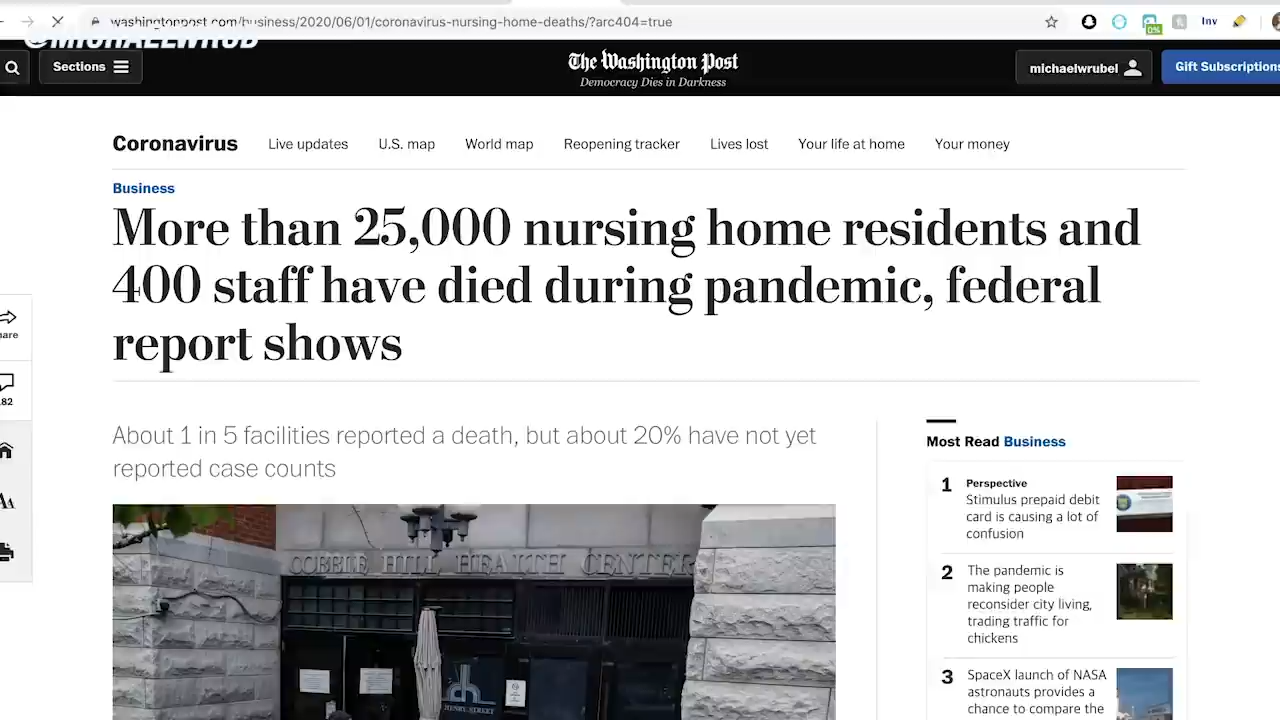 washingtonpost.com/business/2020/06/01/coronavirus-nursing-home-deaths/?arc404=true
0%
Inv
@MICHAELWRUB
Sections
The Washington Post
Democracy Dies in Darkness
michaelwrubel
Gift Subscriptions
Coronavirus
Live updates
U.S. map
World map
Reopening tracker
Lives lost
Your life at home
Your money
Business
More than 25,000 nursing home residents and
400 staff have died during pandemic, federal
report shows
About 1 in 5 facilities reported a death, but about 20% have not yet
reported case counts
COBBLE HILL HEALTH CENTER
HENRY STREET
Most Read Business
1
Perspective
Stimulus prepaid debit
card is causing a lot of
confusion
2
The pandemic is
making people
reconsider city living,
trading traffic for
chickens
3
SpaceX launch of NASA
astronauts provides a
chance to compare the